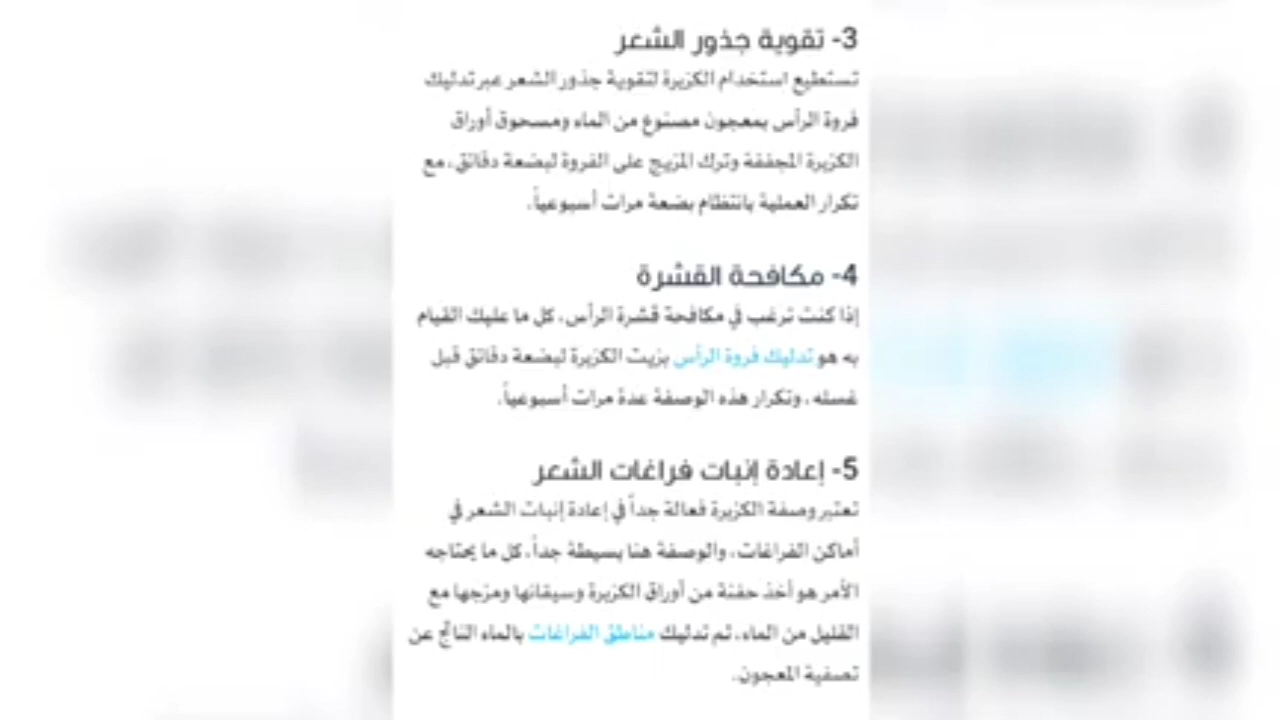 3- تقوية جذور الشعر
تستطيع استخدام الكزبرة لتقوية جذور الشعر عبر تدليك
فروة الرأس بمعجون مصنوع من الماء ومسحوق أوراق
الكزبرة المجففة وترك المزيج على الفروة لبضعة دقائق، مع
تكرار العملية بانتظام بضعة مرات أسبوعياً.
4- مكافحة القشرة
إذا كنت ترغب في مكافحة قشرة الرأس، كل ما عليك القيام
به هو تدليك فروة الرأس بزيت الكزبرة لبضعة دقائق قبل
غسله، وتكرار هذه الوصفة عدة مرات أسبوعياً.
5- إعادة إنبات فراغات الشعر
تعتبر وصفة الكزبرة فعالة جداً في إعادة إنبات الشعر في
أماكن الفراغات، والوصفة هنا بسيطة جداً، كل ما يحتاجه
الأمر هو أخذ حفنة من أوراق الكزبرة وسيقانها ومزجها مع
القليل من الماء، ثم تدليك مناطق الفراغات بالماء الناتج عن
تصفية المعجون.